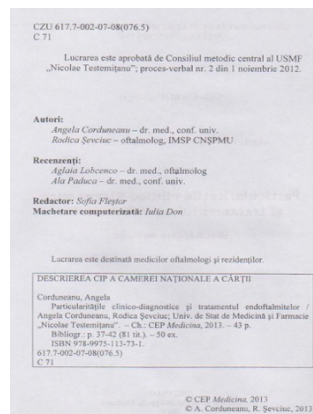 CZU 617.7-002-07-08(076.5)
C 71
Lucrarea este aprobată de Consiliul metodic central al USMF
„Nicolae Testemiţanu”; proces-verbal nr. 2 din 1 noiembrie 2012.
Autori:
Angela Corduneanu – dr. med., conf. univ.
Rodica Şevciuc – oftalmolog, IMSP CNŞPMU
Recenzenţi:
Aglaia Lobcenco – dr. med., oftalmolog
Ala Paduca – dr. med., conf. univ.
Redactor: Sofia Fleştor
Machetare computerizată: Iulia Don
Lucrarea este destinată medicilor oftalmologi şi rezidenţilor.
DESCRIEREA CIP A CAMEREI NAŢIONALE A CĂRŢII
Corduneanu, Angela
Particularităţile clinico-diagnostice şi tratamentul endoftalmitelor /
Angela Corduneanu, Rodica Şevciuc; Univ. de Stat de Medicină şi Farmacie
„Nicolae Testemiţanu”. – Ch.: CEP Medicina, 2013. – 43 p.
Bibliogr.: p. 37-42 (81 tit.). – 50 ex.
ISBN 978-9975-113-73-1.
617.7-002-07-08(076.5)
C 71
© CEP Medicina, 2013
© A. Corduneanu, R. Şevciuc, 2013